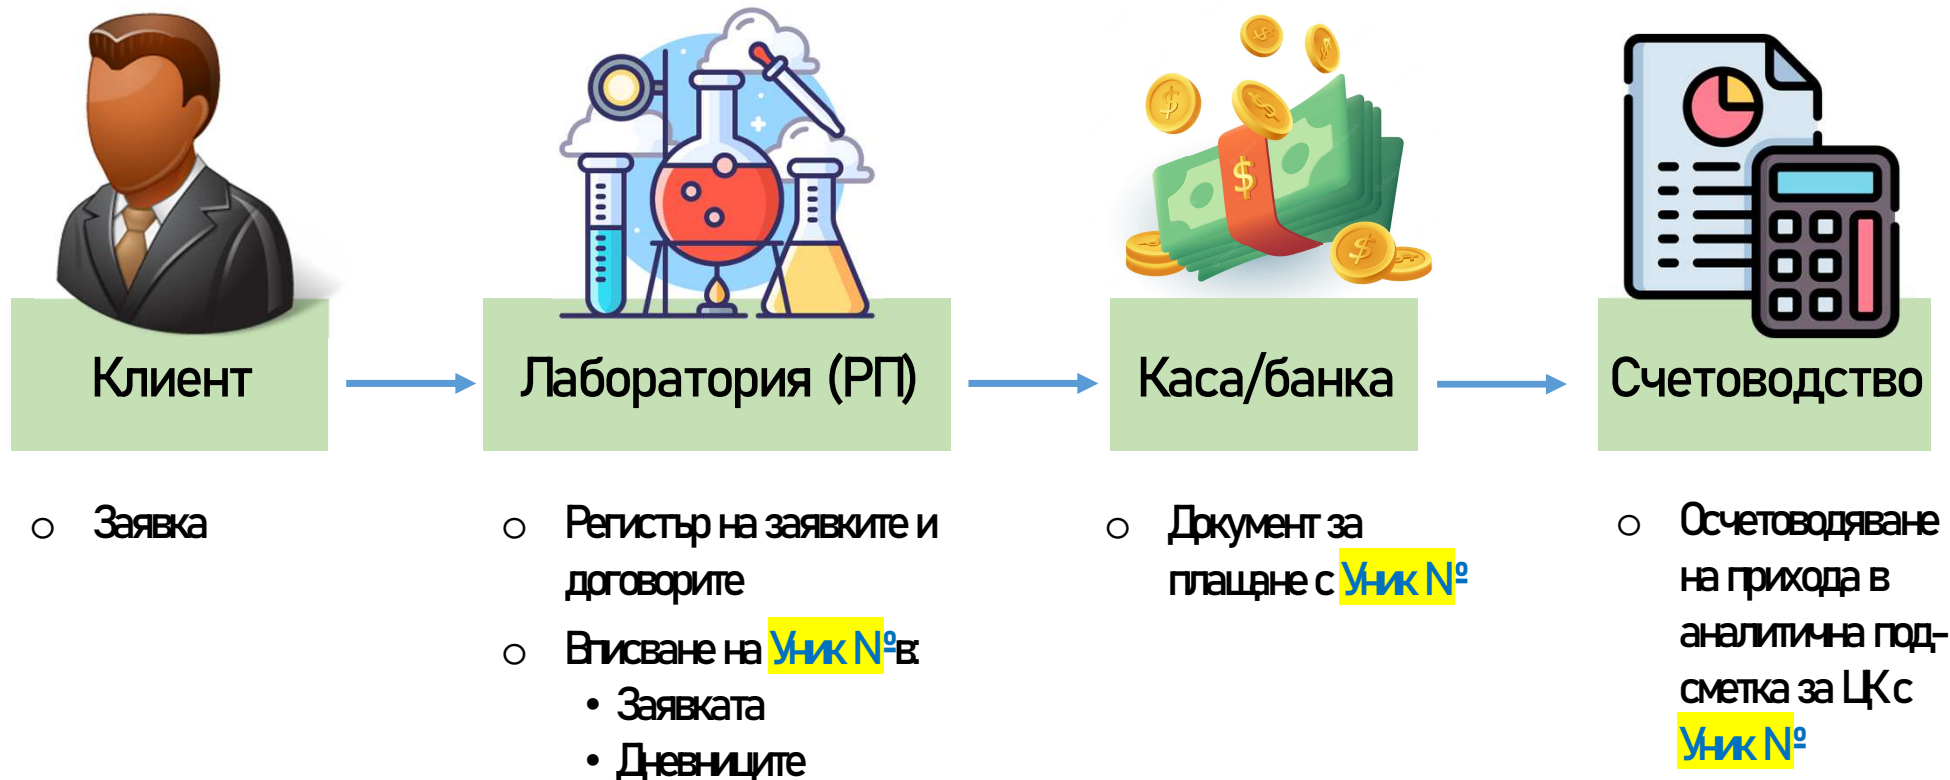 Клиент
Лаборатория (РП)
Каса/банка
Счетоводство
o Заявка
o Регистър на заявките и
договорите
o Вписване на Уник № в:
• Заявката
• Дневниците
o Документ за
плащане с Уник №
o Осчетоводяване
на прихода в
аналитична под-
сметка за ЦК с
Уник №